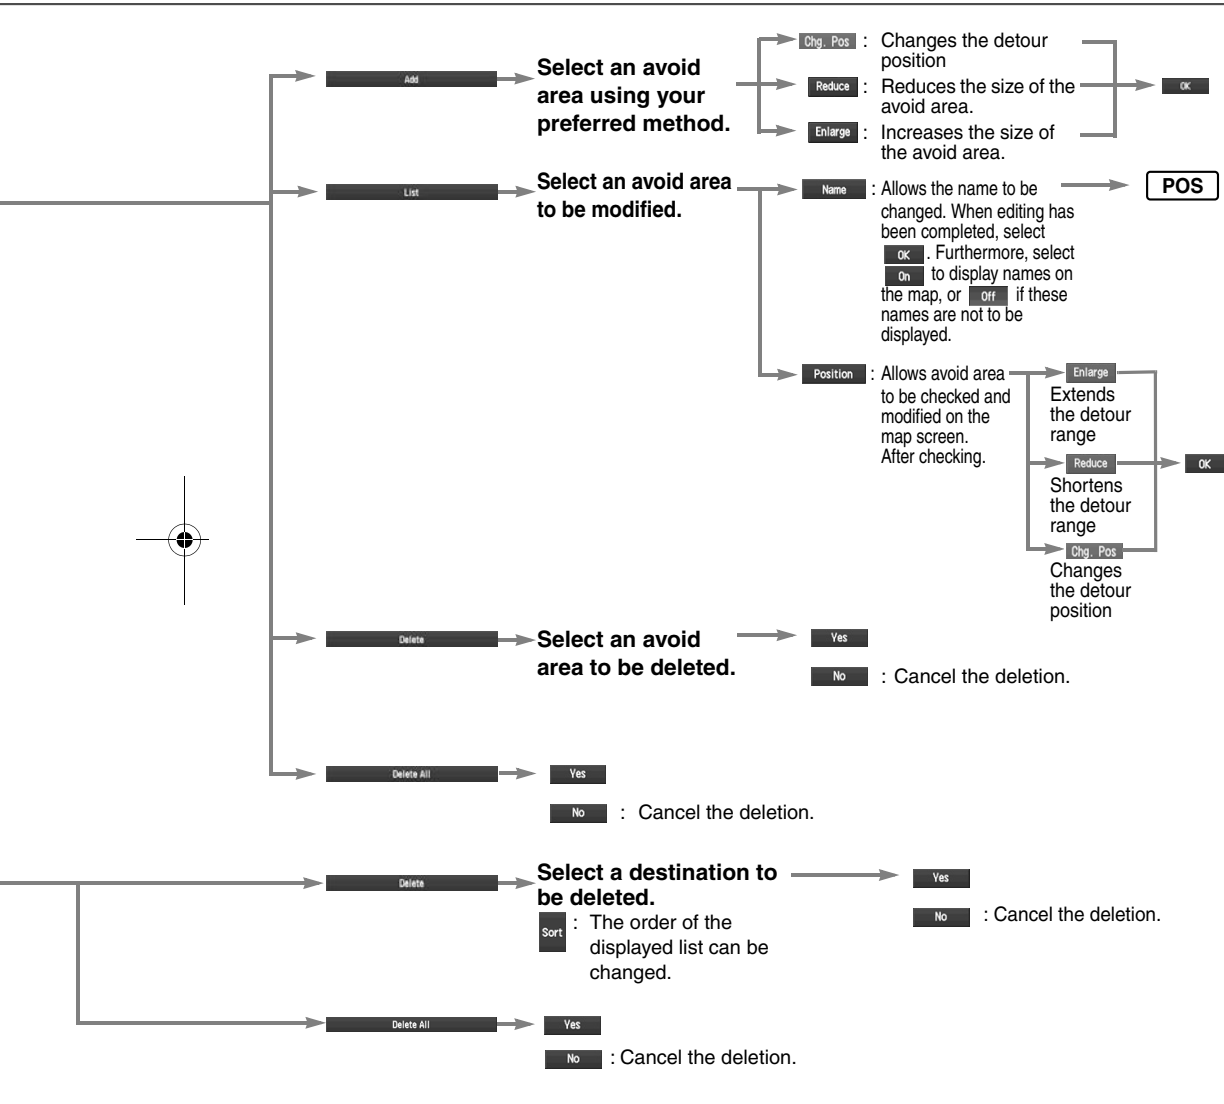 Add
Select an avoid
area using your
preferred method.
Chg. Pos : Changes the detour
position
Reduce : Reduces the size of the
avoid area.
Enlarge : Increases the size of
the avoid area.
OK
List
Select an avoid area
to be modified.
Name : Allows the name to be
changed. When editing has
been completed, select
OK . Furthermore, select
On to display names on
the map, or Off if these
names are not to be
displayed.
POS
Position : Allows avoid area
to be checked and
modified on the
map screen.
After checking.
Enlarge
Extends
the detour
range
Reduce
Shortens
the detour
range
Chg. Pos
Changes
the detour
position
OK
Delete
Select an avoid
area to be deleted.
Yes
No : Cancel the deletion.
Delete All
Yes
No : Cancel the deletion.
Delete
Select a destination to
be deleted.
Sort : The order of the
displayed list can be
changed.
Yes
No : Cancel the deletion.
Delete All
Yes
No : Cancel the deletion.